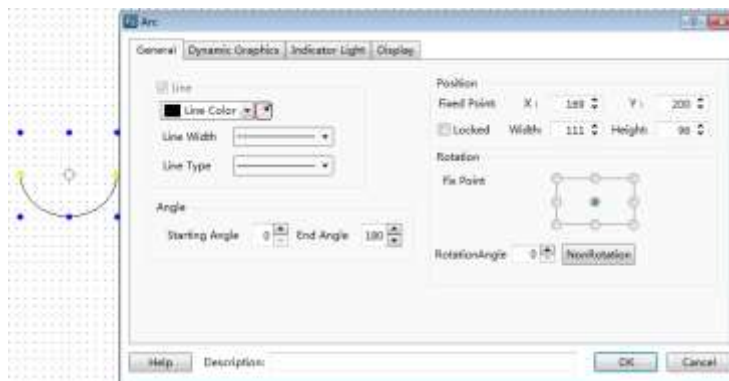 Arc
General Dynamic Graphics Indicator Light Display
Line
Line Color
Line Width
Line Type
Angle
Starting Angle 0 End Angle 180
Position
Fixed Point X: 169 Y: 200
Locked Width: 111 Height: 98
Rotation
Fix Point
RotationAngle 0 NonRotation
Help Description: OK Cancel